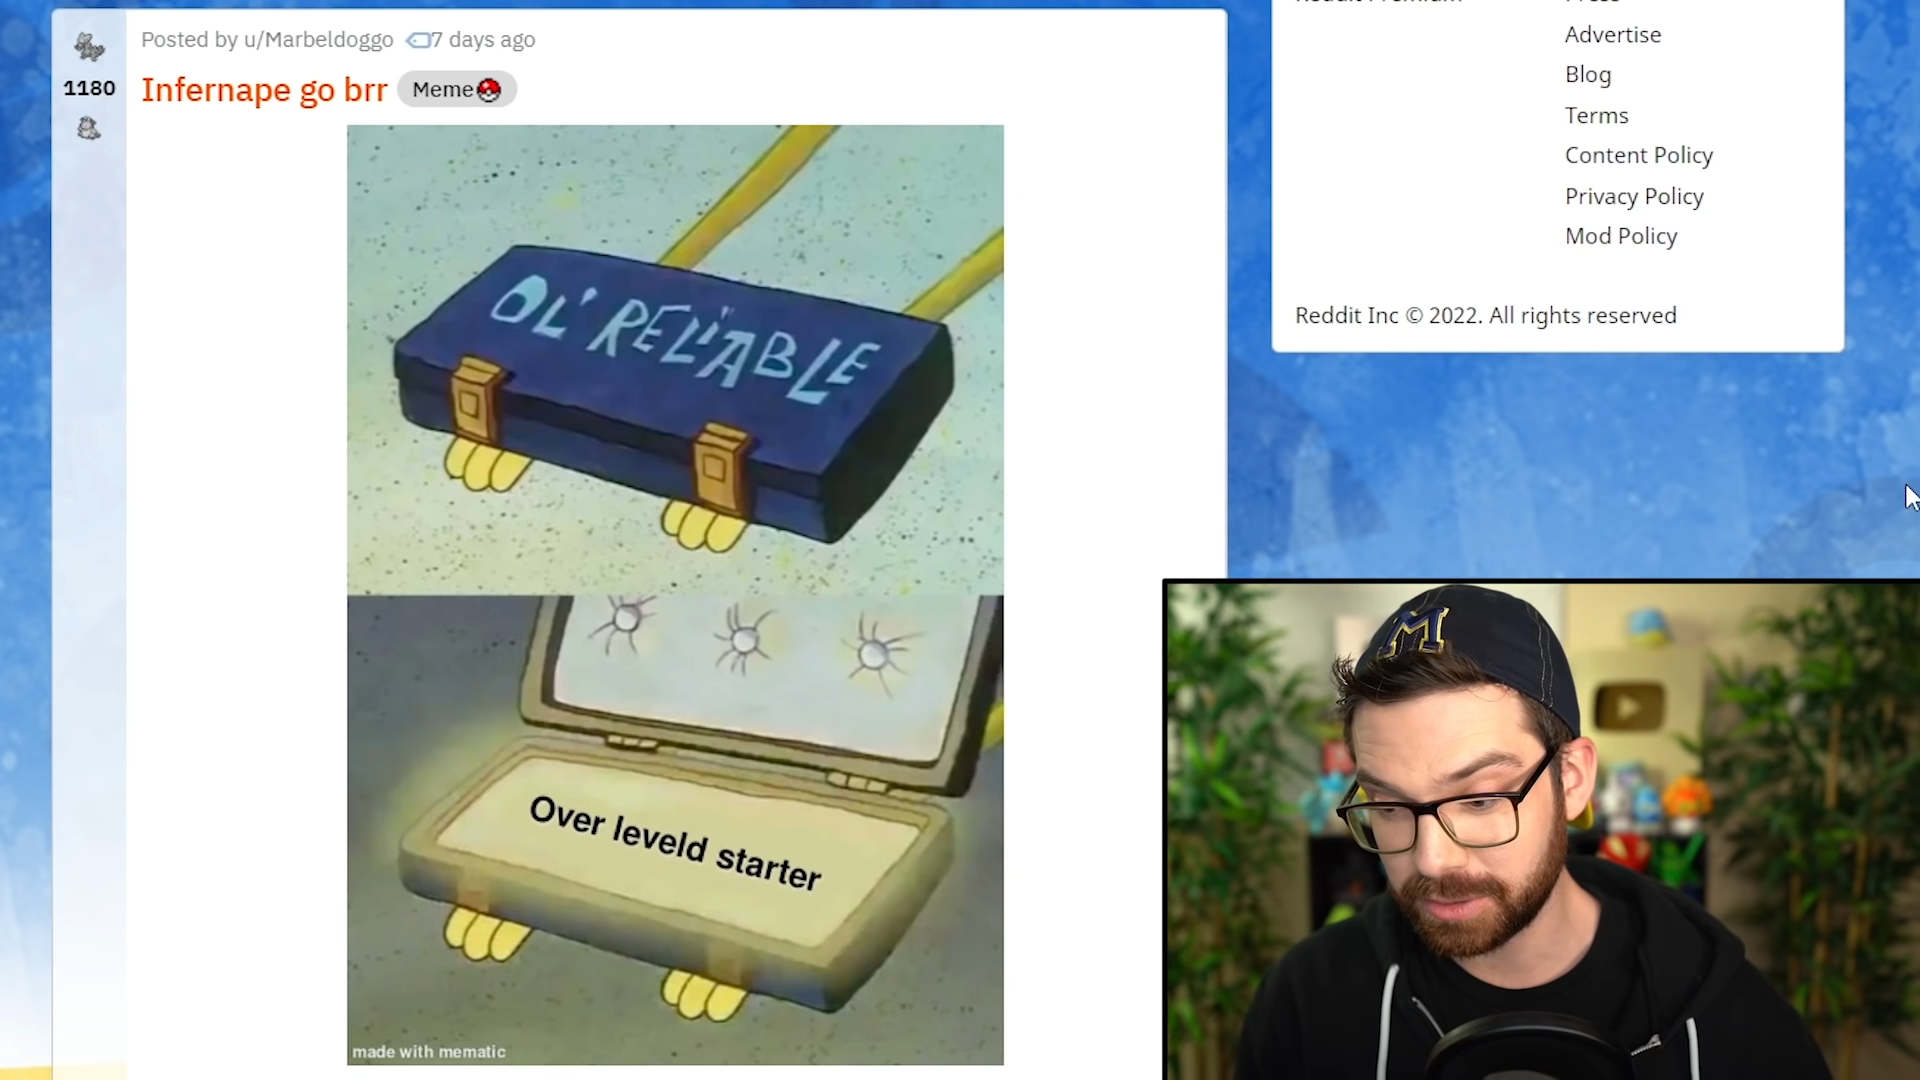 Posted by u/Marbeldoggo 7 days ago
1180
Infernape go brr Meme
OL' RELIABLE
Over leveld starter
made with mematic
Advertise
Blog
Terms
Content Policy
Privacy Policy
Mod Policy
Reddit Inc © 2022. All rights reserved
M